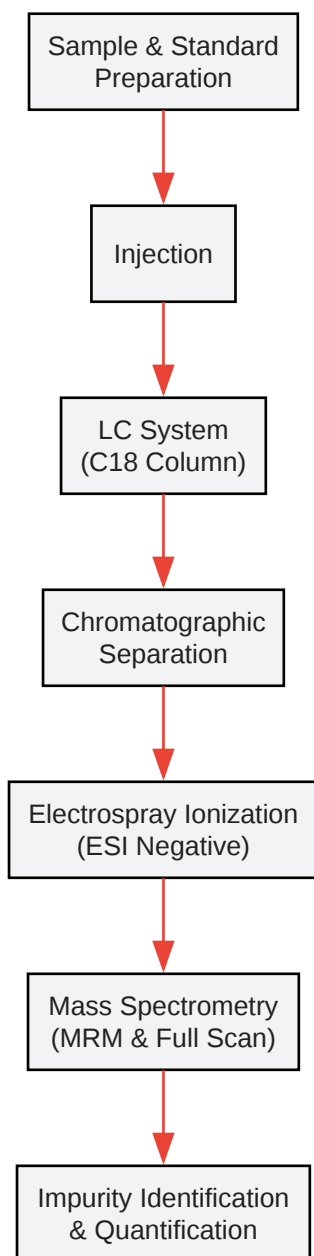 Sample & Standard
Preparation
Injection
LC System
(C18 Column)
Chromatographic
Separation
Electrospray Ionization
(ESI Negative)
Mass Spectrometry
(MRM & Full Scan)
Impurity Identification
& Quantification